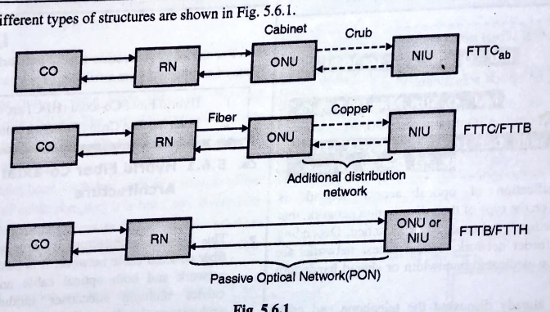 ifferent types of structures are shown in Fig. 5.6.1.
Cabinet Crub
CO RN ONU NIU FTTCab
Fiber Copper
CO RN ONU NIU FTTC/FTTB
Additional distribution
network
CO RN ONU or
NIU FTTB/FTTH
Passive Optical Network(PON)
Fig. 5.6.1